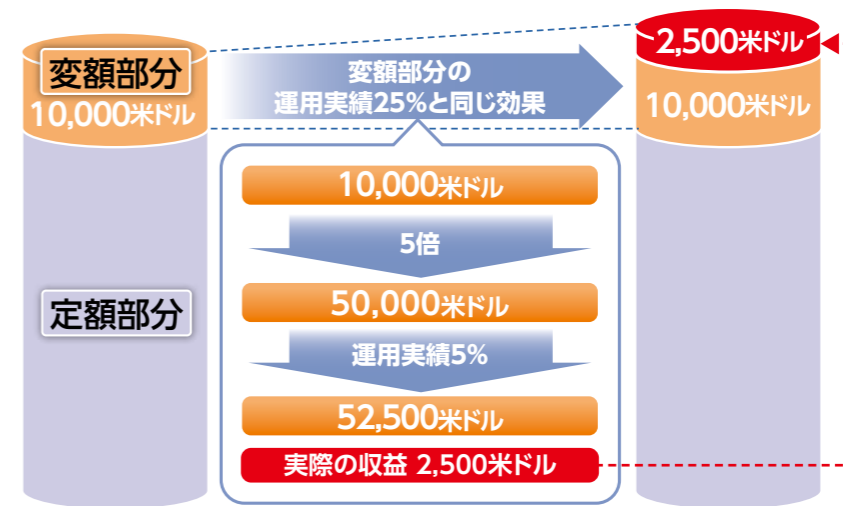 変額部分
10,000米ドル
定額部分
変額部分の
運用実績25%と同じ効果
10,000米ドル
5倍
50,000米ドル
運用実績5%
52,500米ドル
実際の収益 2,500米ドル
2,500米ドル
10,000米ドル